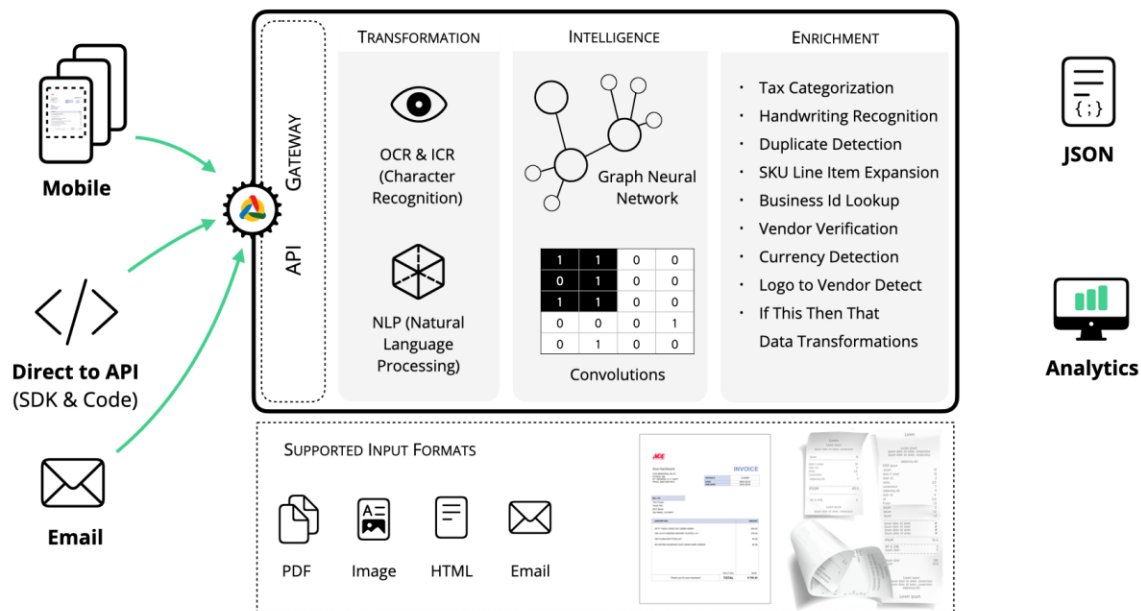 TRANSFORMATION
INTELLIGENCE
ENRICHMENT
Mobile
Direct to API
(SDK & Code)
Email
API GATEWAY
OCR & ICR
(Character
Recognition)
NLP (Natural
Language
Processing)
Graph Neural
Network
1 1 0 0
0 1 0 0
1 1 0 0
0 0 0 1
0 1 0 0
Convolutions
· Tax Categorization
· Handwriting Recognition
· Duplicate Detection
· SKU Line Item Expansion
· Business Id Lookup
· Vendor Verification
· Currency Detection
· Logo to Vendor Detect
· If This Then That
Data Transformations
{;}
JSON
Analytics
SUPPORTED INPUT FORMATS
PDF
A
Image
HTML
Email
ACE
INVOICE
TOTAL